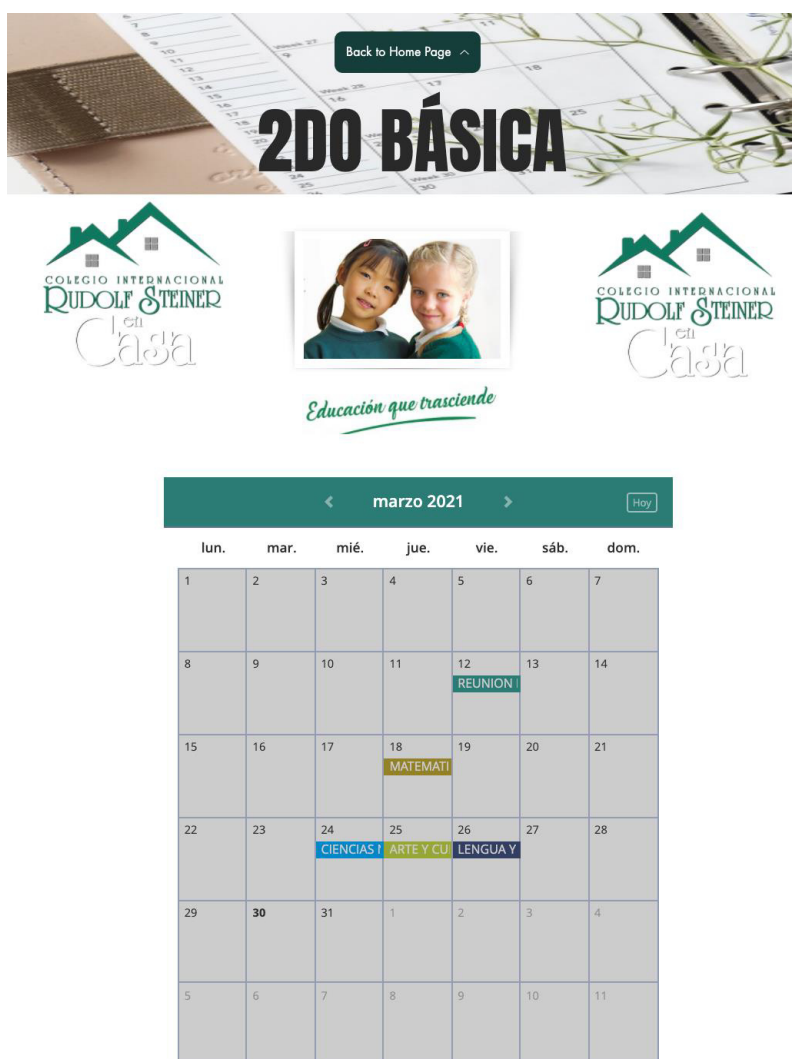 Back to Home Page
2DO BÁSICA
COLEGIO INTERNACIONAL
RUDOLF STEINER
en
Casa
COLEGIO INTERNACIONAL
RUDOLF STEINER
en
Casa
Educación que trasciende
marzo 2021
Hoy
lun. mar. mié. jue. vie. sáb. dom.
1 2 3 4 5 6 7
8 9 10 11 12 13 14
REUNION
15 16 17 18 19 20 21
MATEMATI
22 23 24 25 26 27 28
CIENCIAS ARTE Y CU LENGUA Y
29 30 31 1 2 3 4
5 6 7 8 9 10 11